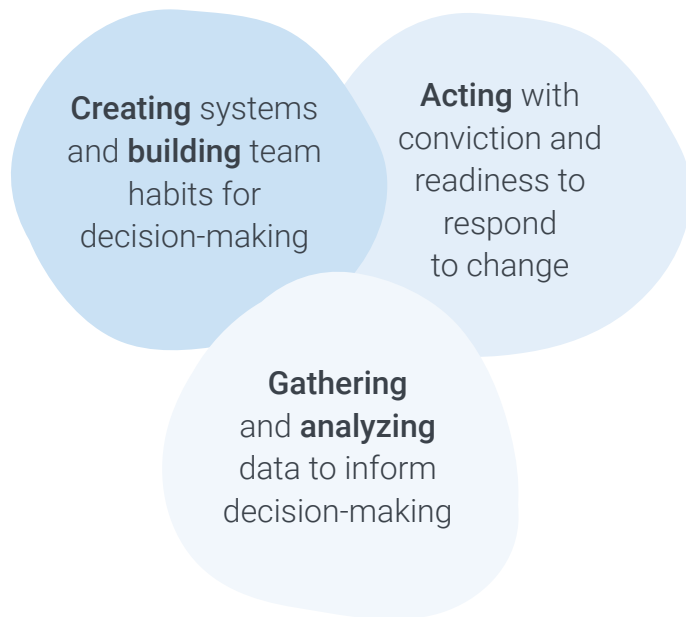 Creating systems
and building team
habits for
decision-making
Acting with
conviction and
readiness to
respond
to change
Gathering
and analyzing
data to inform
decision-making